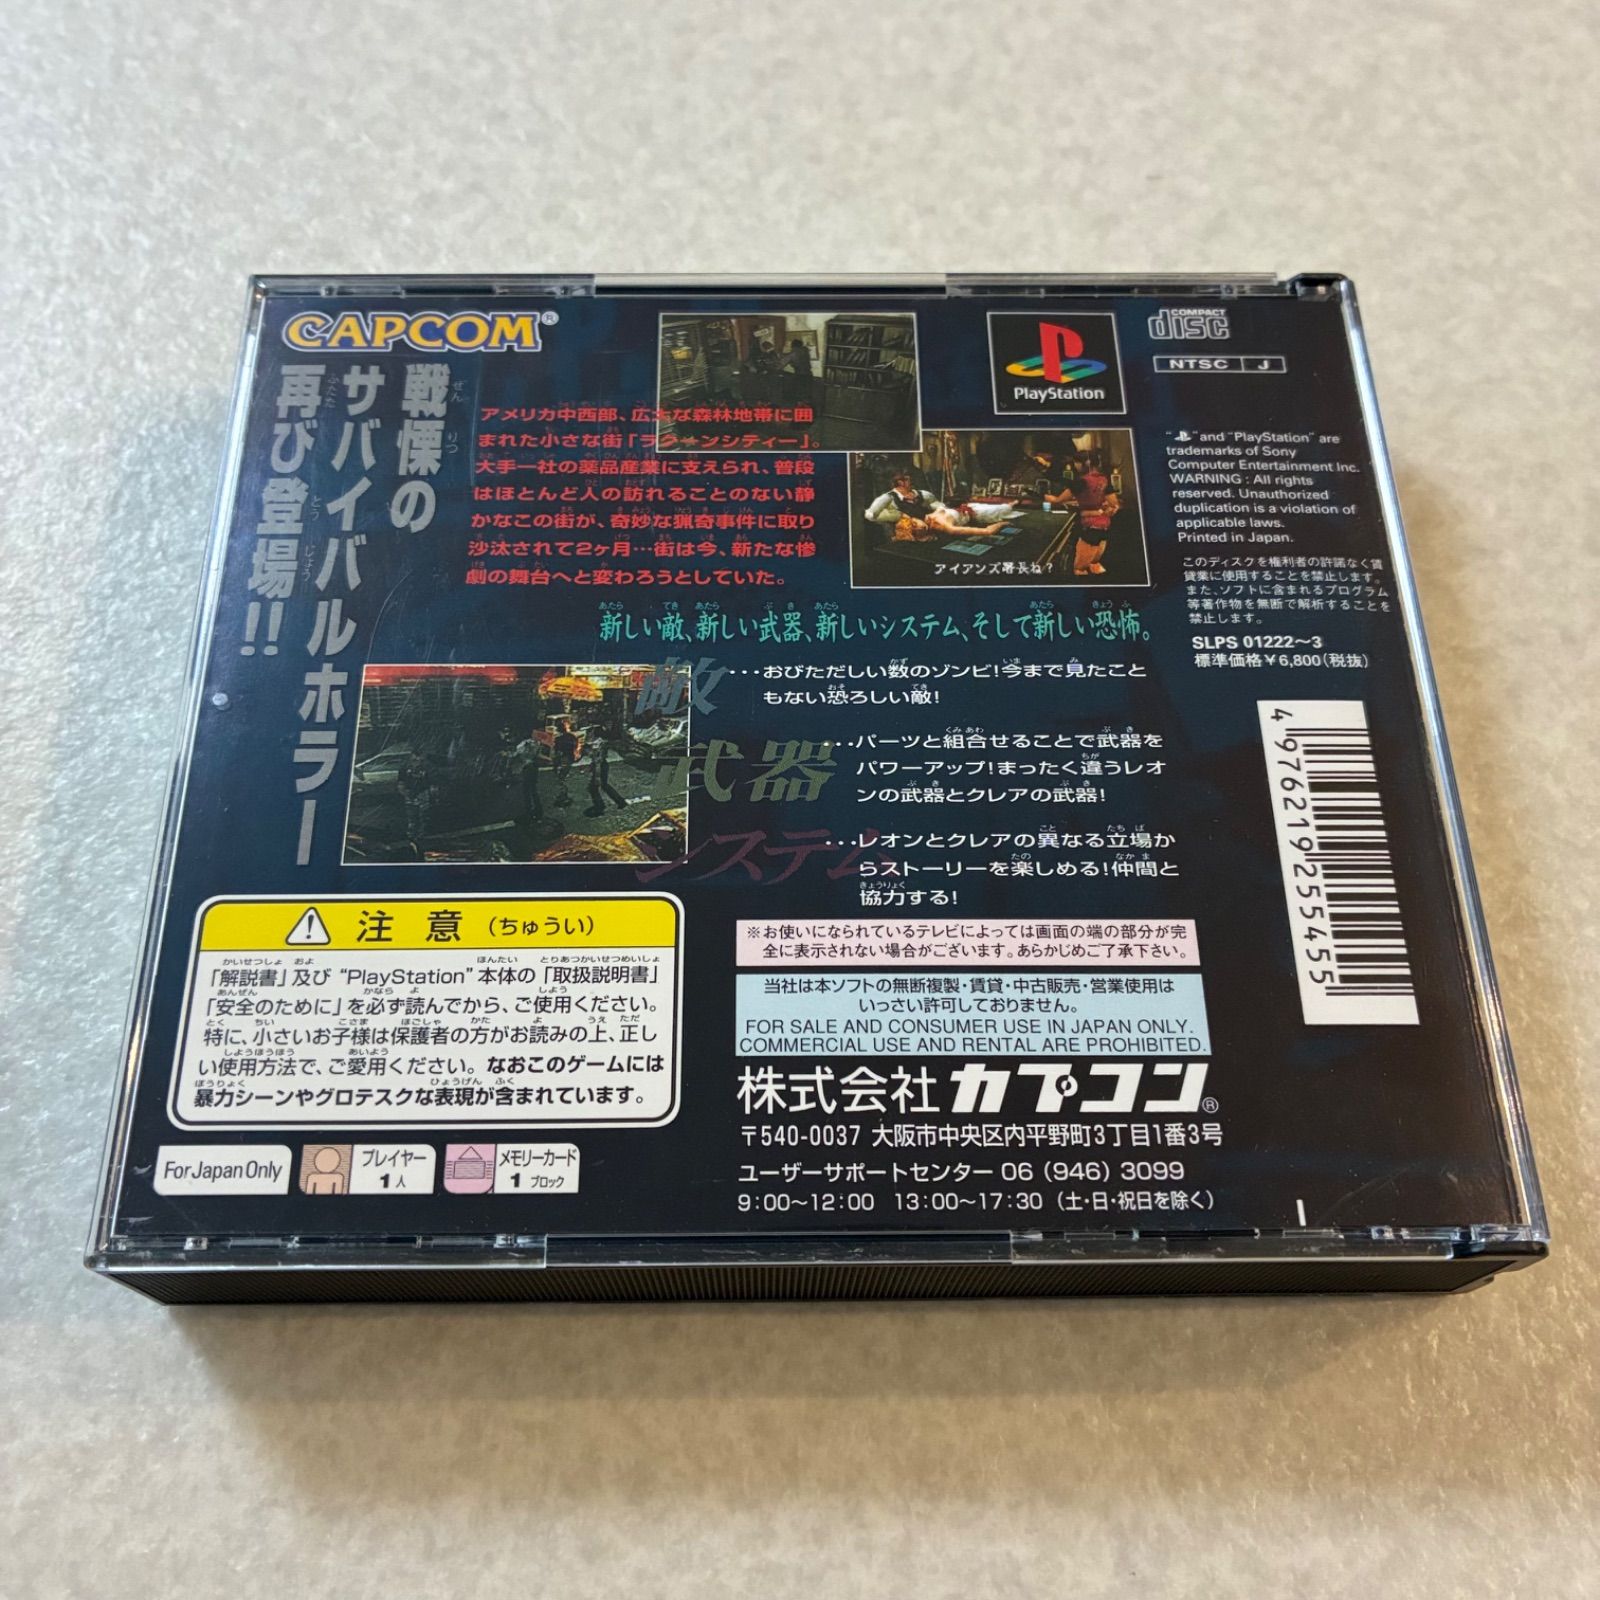 CAPCOM®
戦慄の
サバイバルホラー
再び登場!!
アメリカ中西部、広大な森林地帯に囲
まれた小さな街「ラクーンシティー」。
大手一社の薬品産業に支えられ、普段
はほとんど人の訪れることのない静
かなこの街が、奇妙な猟奇事件に取り
沙汰されて2ヶ月…街は今、新たな惨
劇の舞台へと変わろうとしていた。
アイアンズ署長ね?
PlayStation
COMPACT
disc
NTSC J
"PS" and "PlayStation" are
trademarks of Sony
Computer Entertainment Inc.
WARNING : All rights
reserved. Unauthorized
duplication is a violation of
applicable laws.
Printed in Japan.
このディスクを権利者の許諾なく賃
貸業に使用することを禁止します。
また、ソフトに含まれるプログラム
等著作物を無断で解析することを
禁止します。
SLPS 01222〜3
標準価格¥6,800(税抜)
新しい敵、新しい武器、新しいシステム、そして新しい恐怖。
敵
…おびただしい数のゾンビ!今まで見たこと
もない恐ろしい敵!
武器
…パーツと組合せることで武器を
パワーアップ!まったく違うレオ
ンの武器とクレアの武器!
システム
…レオンとクレアの異なる立場か
らストーリーを楽しめる!仲間と
協力する!
4976219255455
注意(ちゅうい)
「解説書」及び"PlayStation"本体の「取扱説明書」
「安全のために」を必ず読んでから、ご使用ください。
特に、小さいお子様は保護者の方がお読みの上、正し
い使用方法で、ご愛用ください。なおこのゲームには
暴力シーンやグロテスクな表現が含まれています。
For Japan Only
プレイヤー
1人
メモリーカード
1ブロック
※お使いになられているテレビによっては画面の端の部分が完
全に表示されない場合がございます。あらかじめご了承下さい。
当社は本ソフトの無断複製・賃貸・中古販売・営業使用は
いっさい許可しておりません。
FOR SALE AND CONSUMER USE IN JAPAN ONLY.
COMMERCIAL USE AND RENTAL ARE PROHIBITED.
株式会社カプコン®
〒540-0037 大阪市中央区内平野町3丁目1番3号
ユーザーサポートセンター 06 (946) 3099
9:00〜12:00 13:00〜17:30 (土・日・祝日を除く)